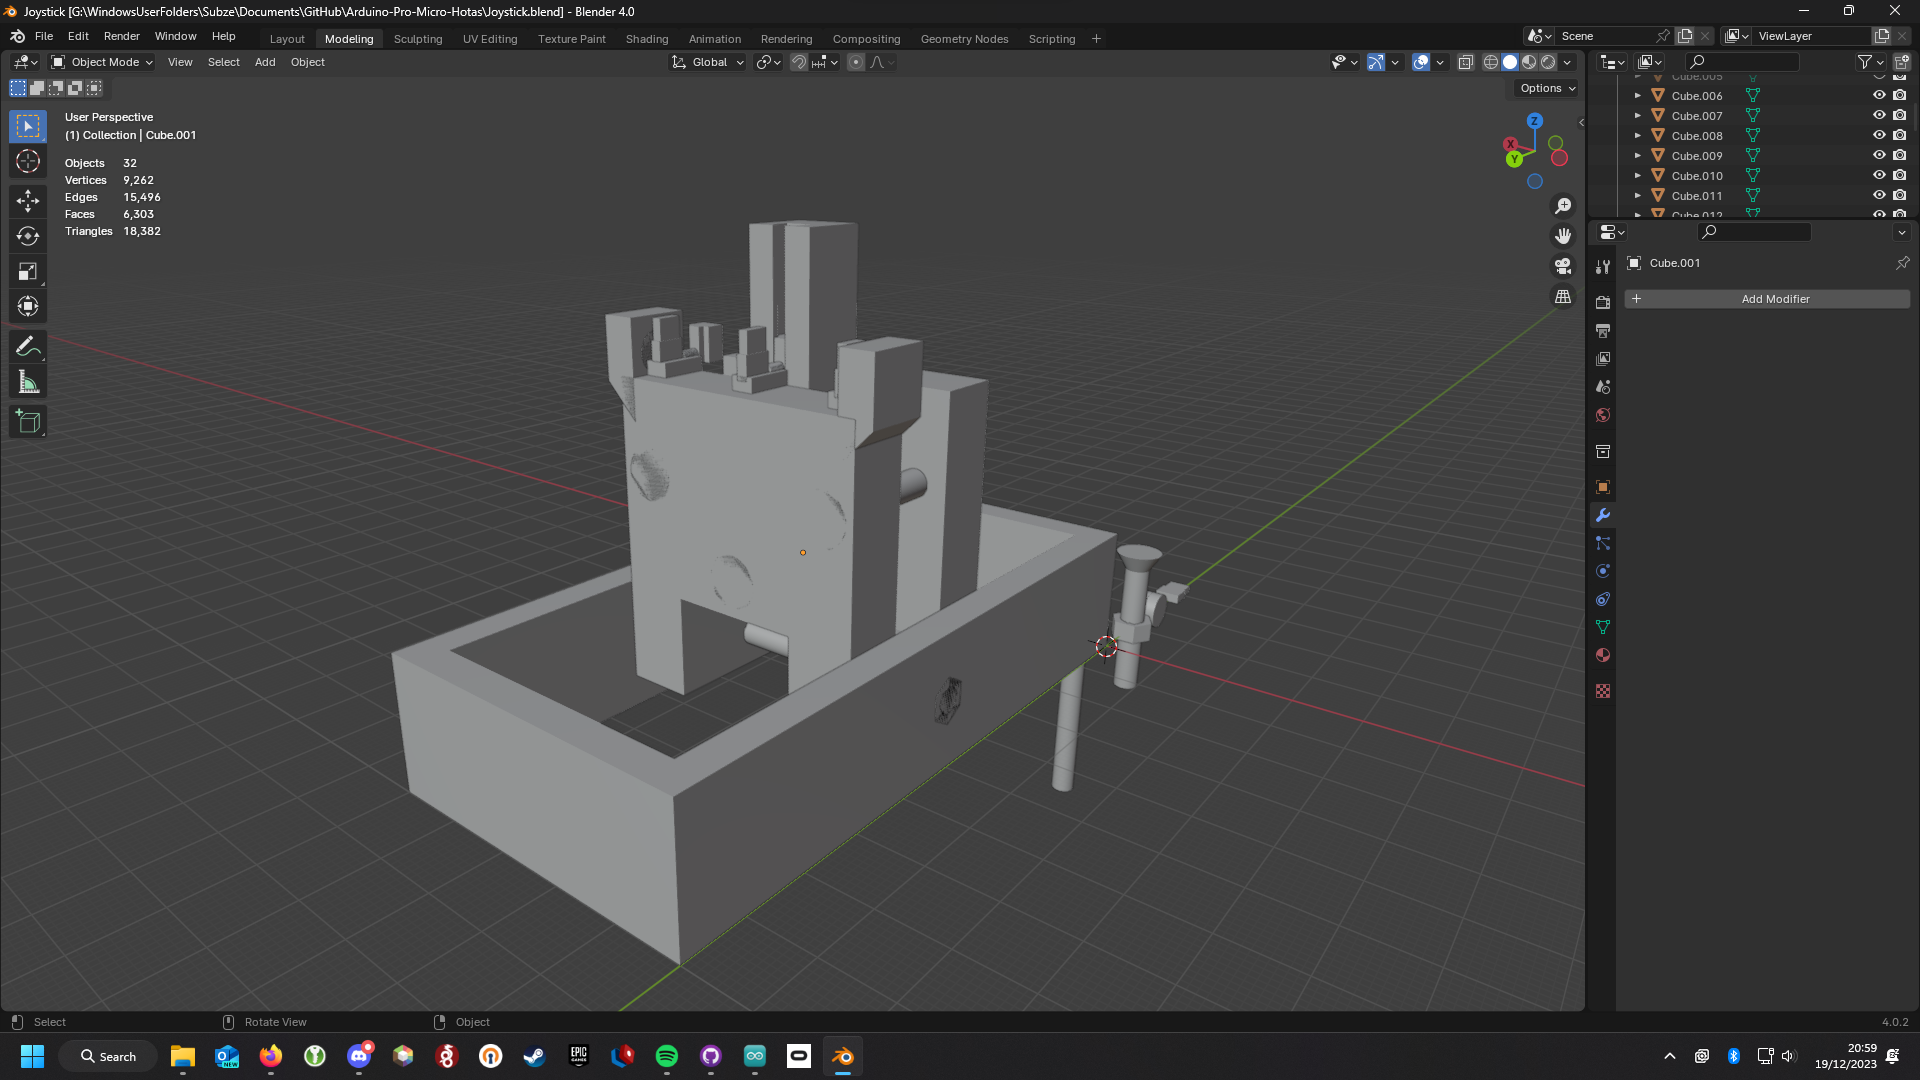 Joystick [G:\WindowsUserFolders\Subze\Documents\GitHub\Arduino-Pro-Micro-Hotas\Joystick.blend] - Blender 4.0
File Edit Render Window Help
Layout Modeling Sculpting UV Editing Texture Paint Shading Animation Rendering Compositing Geometry Nodes Scripting +
Scene
ViewLayer
Object Mode View Select Add Object
Global
Options
User Perspective
(1) Collection | Cube.001
Objects 32
Vertices 9,262
Edges 15,496
Faces 6,303
Triangles 18,382
Z
X
Y
Cube.005
Cube.006
Cube.007
Cube.008
Cube.009
Cube.010
Cube.011
Cube.012
Cube.001
+ Add Modifier
Select
Rotate View
Object
4.0.2
Search
NEW
EPIC GAMES
20:59
19/12/2023